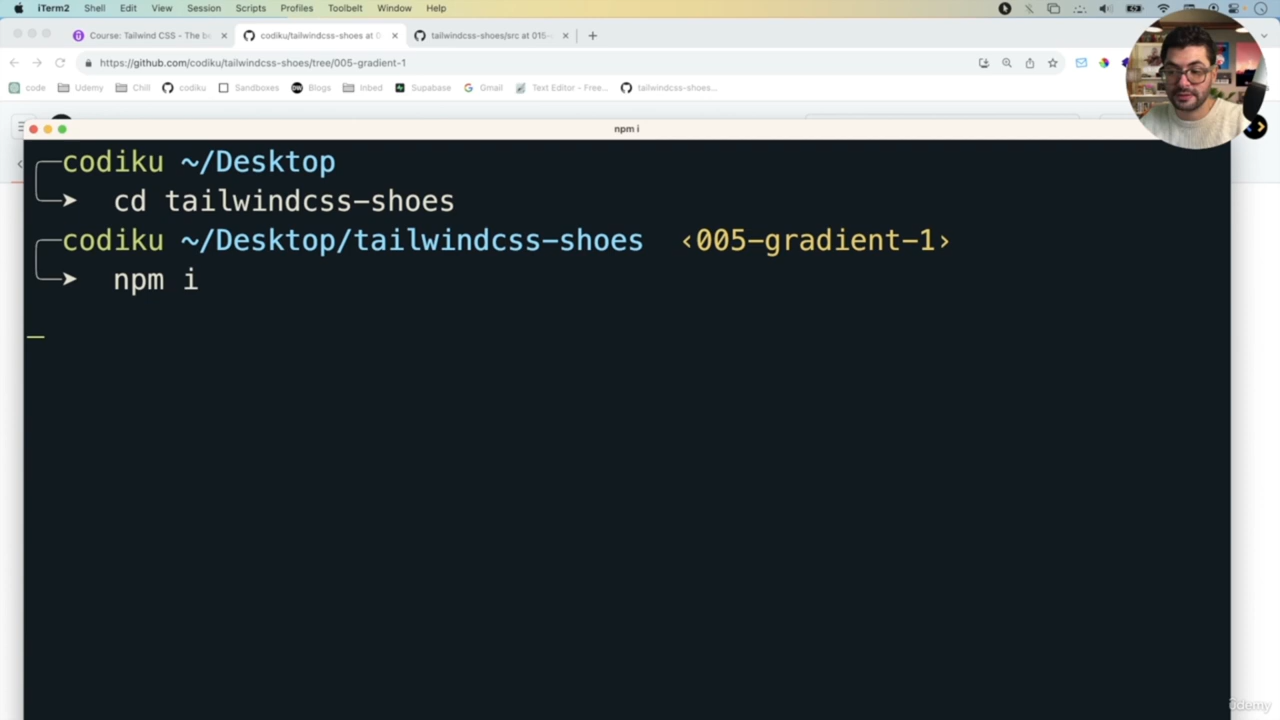 iTerm2 Shell Edit View Session Scripts Profiles Toolbelt Window Help
Course: Tailwind CSS - The be
codiku/tailwindcss-shoes at 0
tailwindcss-shoes/src at 015-
https://github.com/codiku/tailwindcss-shoes/tree/005-gradient-1
code Udemy Chill codiku Sandboxes Blogs Inbed Supabase Gmail Text Editor - Free... tailwindcss-shoes...
npm i
codiku ~/Desktop
cd tailwindcss-shoes
codiku ~/Desktop/tailwindcss-shoes ‹005-gradient-1›
npm i
ûdemy